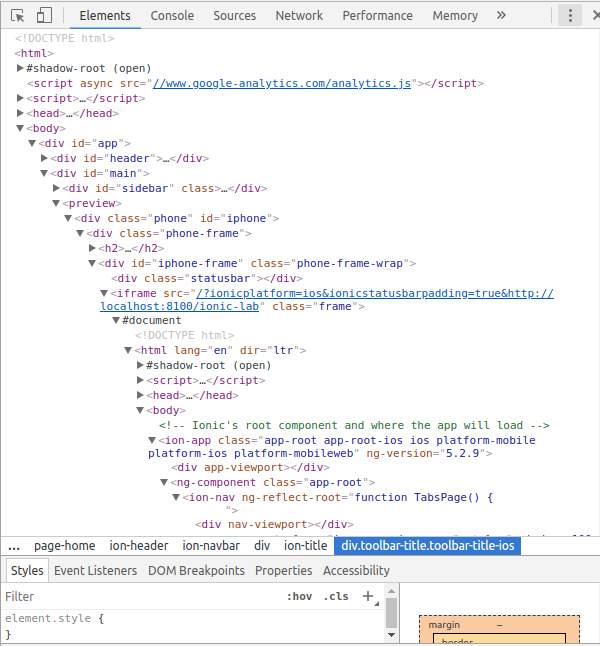 Elements Console Sources Network Performance Memory »
<!DOCTYPE html>
<html>
#shadow-root (open)
<script async src="//www.google-analytics.com/analytics.js"></script>
<script>…</script>
<head>…</head>
<body>
<div id="app">
<div id="header">…</div>
<div id="main">
<div id="sidebar" class>…</div>
<preview>
<div class="phone" id="iphone">
<div class="phone-frame">
<h2>…</h2>
<div id="iphone-frame" class="phone-frame-wrap">
<div class="statusbar"></div>
<iframe src="/?ionicplatform=ios&ionicstatusbarpadding=true&http://
localhost:8100/ionic-lab" class="frame">
#document
<!DOCTYPE html>
<html lang="en" dir="ltr">
#shadow-root (open)
<script>…</script>
<head>…</head>
<body>
<!-- Ionic's root component and where the app will load -->
<ion-app class="app-root app-root-ios ios platform-mobile
platform-ios platform-mobileweb" ng-version="5.2.9">
<div app-viewport></div>
<ng-component class="app-root">
<ion-nav ng-reflect-root="function TabsPage() {
">
<div nav-viewport></div>
… page-home ion-header ion-navbar div ion-title div.toolbar-title.toolbar-title-ios
Styles Event Listeners DOM Breakpoints Properties Accessibility
Filter :hov .cls +
element.style {
}
margin –
border